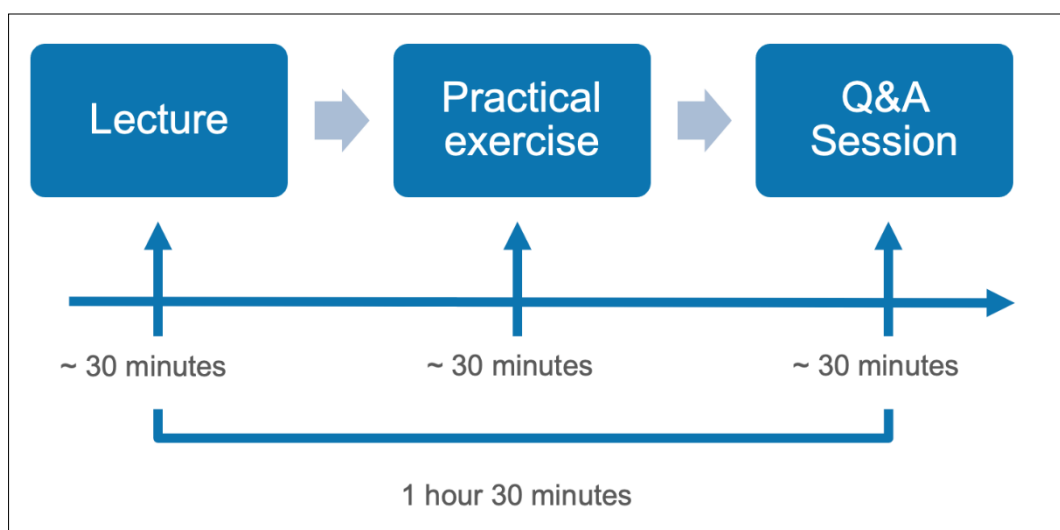 Lecture
Practical
exercise
Q&A
Session
~ 30 minutes
~ 30 minutes
~ 30 minutes
1 hour 30 minutes